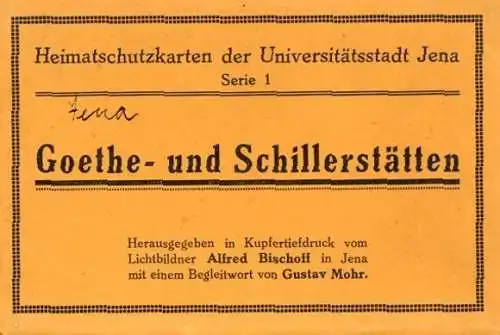 Heimatschutzkarten der Universitätsstadt Jena
Serie 1
Jena
Goethe- und Schillerstätten
Herausgegeben in Kupfertiefdruck vom
Lichtbildner Alfred Bischoff in Jena
mit einem Begleitwort von Gustav Mohr.